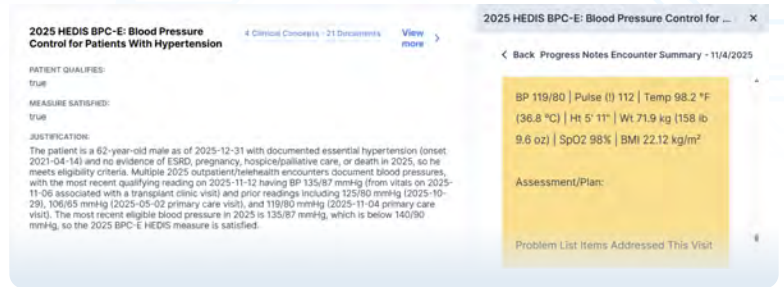 2025 HEDIS BPC-E: Blood Pressure
Control for Patients With Hypertension
4 Clinical Concepts · 21 Documents
View
more
PATIENT QUALIFIES:
true
MEASURE SATISFIED:
true
JUSTIFICATION:
The patient is a 62-year-old male as of 2025-12-31 with documented essential hypertension (onset
2021-04-14) and no evidence of ESRD, pregnancy, hospice/palliative care, or death in 2025, so he
meets eligibility criteria. Multiple 2025 outpatient/telehealth encounters document blood pressures,
with the most recent qualifying reading on 2025-11-12 having BP 135/87 mmHg (from vitals on 2025-
11-06 associated with a transplant clinic visit) and prior readings including 125/80 mmHg (2025-10-
29), 106/65 mmHg (2025-05-02 primary care visit), and 119/80 mmHg (2025-11-04 primary care
visit). The most recent eligible blood pressure in 2025 is 135/87 mmHg, which is below 140/90
mmHg, so the 2025 BPC-E HEDIS measure is satisfied.
2025 HEDIS BPC-E: Blood Pressure Control for ...
Back Progress Notes Encounter Summary - 11/4/2025
BP 119/80 | Pulse (!) 112 | Temp 98.2 °F
(36.8 °C) | Ht 5' 11" | Wt 71.9 kg (158 lb
9.6 oz) | SpO2 98% | BMI 22.12 kg/m²
Assessment/Plan:
Problem List Items Addressed This Visit